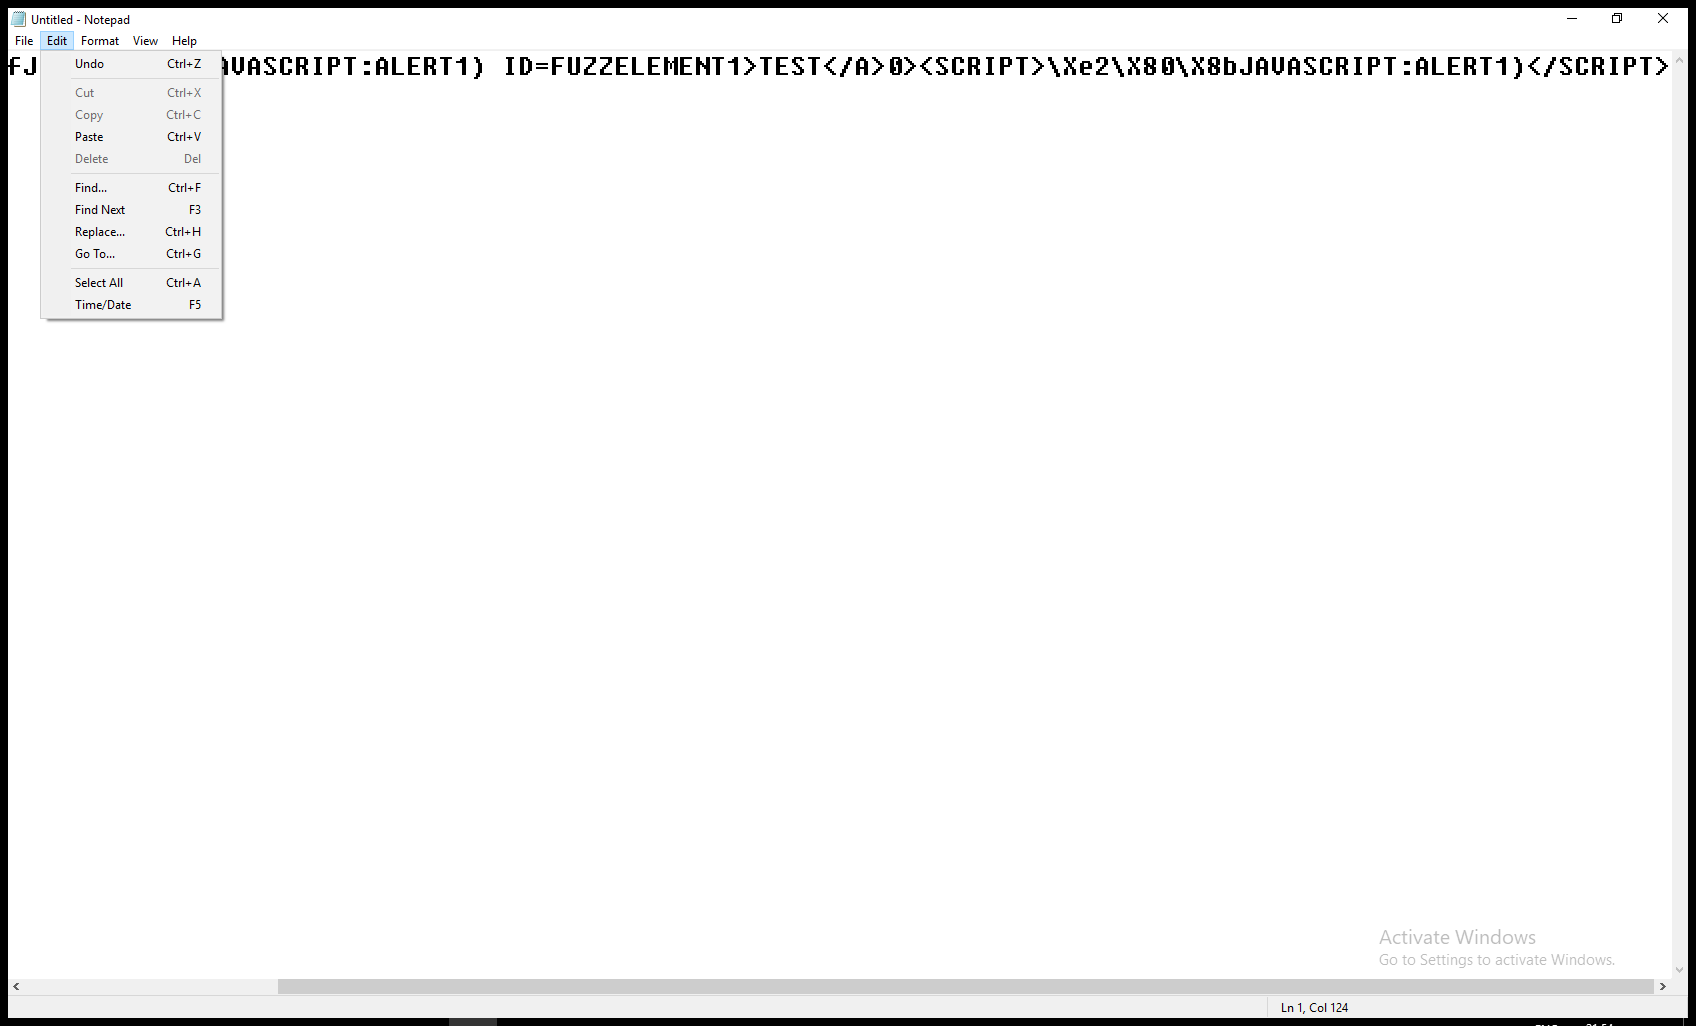 Untitled - Notepad
File Edit Format View Help
fJ AVASCRIPT:ALERT1) ID=FUZZELEMENT1>TEST</A>0><SCRIPT>\Xe2\X80\X8bJAVASCRIPT:ALERT1)</SCRIPT>
Undo Ctrl+Z
Cut Ctrl+X
Copy Ctrl+C
Paste Ctrl+V
Delete Del
Find... Ctrl+F
Find Next F3
Replace... Ctrl+H
Go To... Ctrl+G
Select All Ctrl+A
Time/Date F5
Activate Windows
Go to Settings to activate Windows.
Ln 1, Col 124